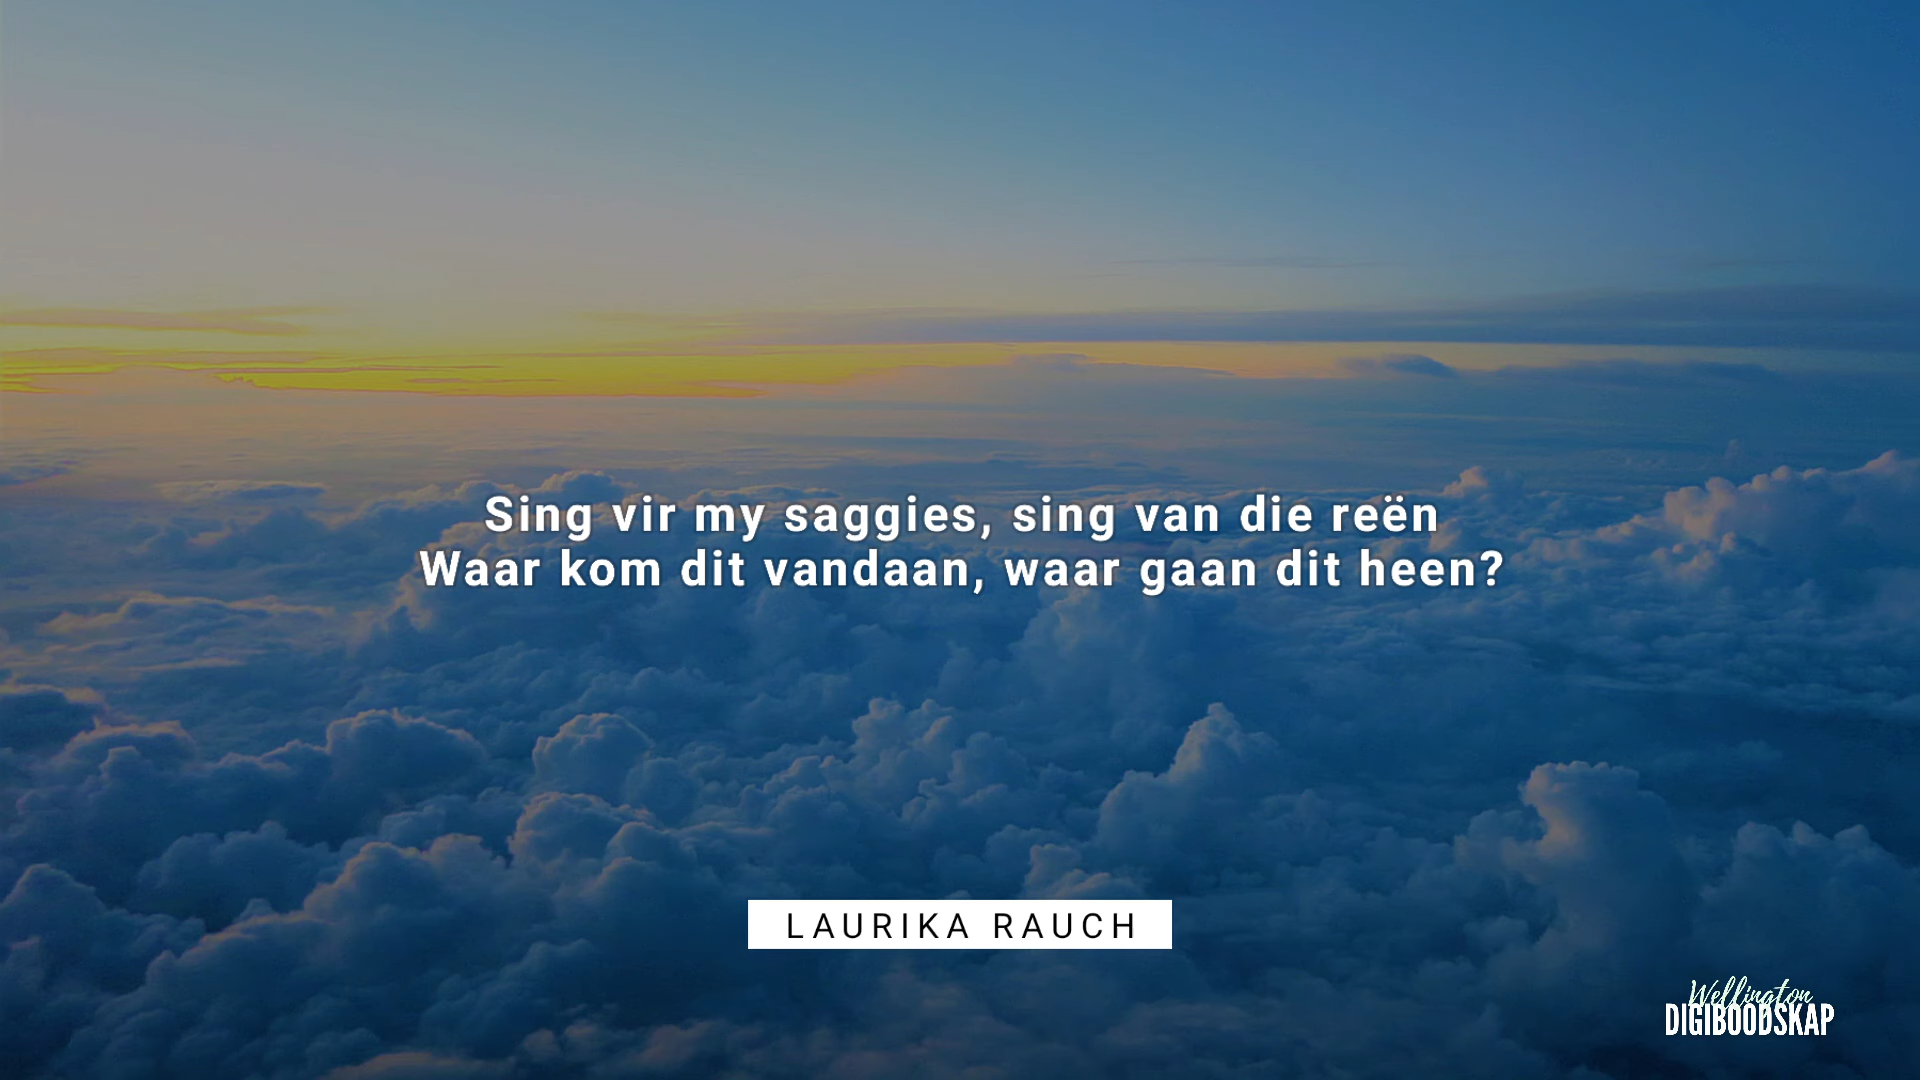 Sing vir my saggies, sing van die reën
Waar kom dit vandaan, waar gaan dit heen?
LAURIKA RAUCH
Wellington
DIGIBOODSKAP